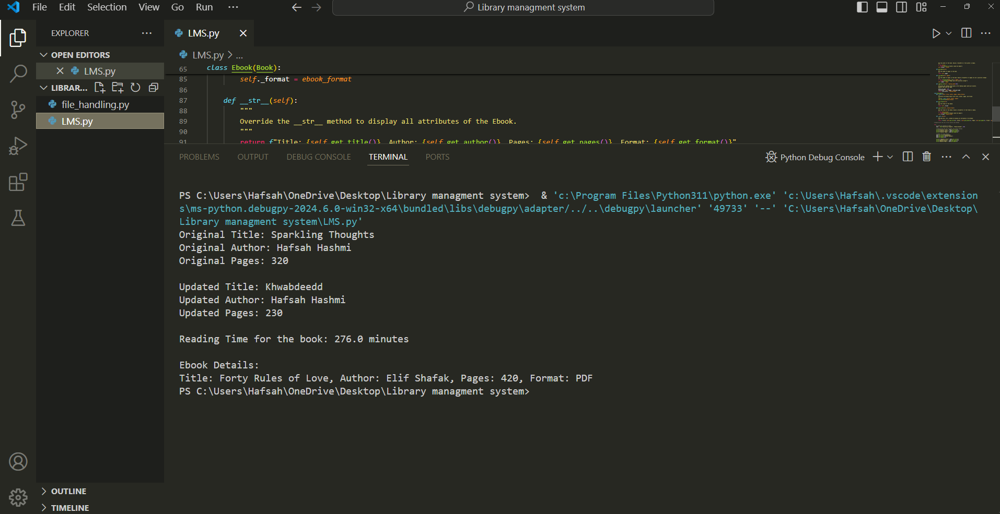 File Edit Selection View Go Run ...
Library managment system
EXPLORER
LMS.py
OPEN EDITORS
LMS.py
LIBRAR...
file_handling.py
LMS.py
LMS.py > ...
65 class Ebook(Book):
85 self._format = ebook_format
86
87 def __str__(self):
88 """
89 Override the __str__ method to display all attributes of the Ebook.
90 """
91 return f"Title: {self.get_title()}, Author: {self.get_author()}, Pages: {self.get_pages()}, Format: {self.get_format()}"
PROBLEMS OUTPUT DEBUG CONSOLE TERMINAL PORTS
Python Debug Console
PS C:\Users\Hafsah\OneDrive\Desktop\Library managment system>  & 'c:\Program Files\Python311\python.exe' 'c:\Users\Hafsah\.vscode\extension
s\ms-python.debugpy-2024.6.0-win32-x64\bundled\libs\debugpy\adapter/../..\debugpy\launcher' '49733' '--' 'C:\Users\Hafsah\OneDrive\Desktop\
Library managment system\LMS.py'
Original Title: Sparkling Thoughts
Original Author: Hafsah Hashmi
Original Pages: 320
Updated Title: Khwabdeedd
Updated Author: Hafsah Hashmi
Updated Pages: 230
Reading Time for the book: 276.0 minutes
Ebook Details:
Title: Forty Rules of Love, Author: Elif Shafak, Pages: 420, Format: PDF
PS C:\Users\Hafsah\OneDrive\Desktop\Library managment system>
OUTLINE
TIMELINE